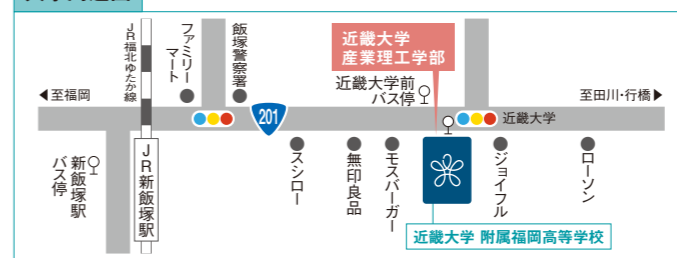 JR福北ゆたか線
ファミリー
マート
飯塚警察署
近畿大学
産業理工学部
近畿大学前
バス停
◀至福岡
至田川・行橋▶
201
近畿大学
新飯塚駅
バス停
JR新飯塚駅
スシロー
無印良品
モスバーガー
ジョイフル
ローソン
近畿大学 附属福岡高等学校